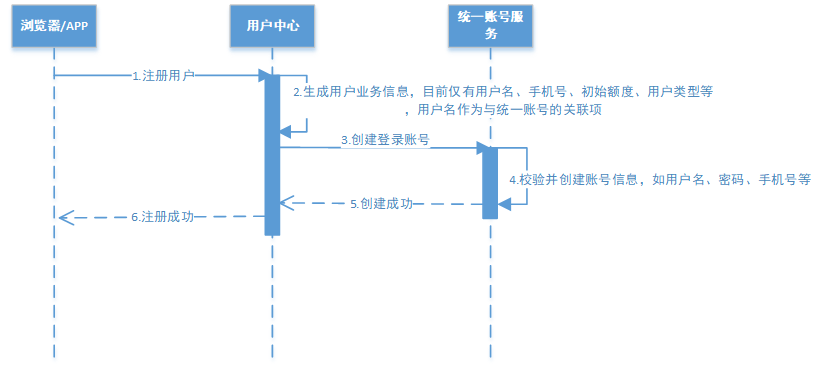 浏览器/APP
用户中心
统一账号服
务
1.注册用户
2.生成用户业务信息，目前仅有用户名、手机号、初始额度、用户类型等
，用户名作为与统一账号的关联项
3.创建登录账号
4.校验并创建账号信息，如用户名、密码、手机号等
5.创建成功
6.注册成功